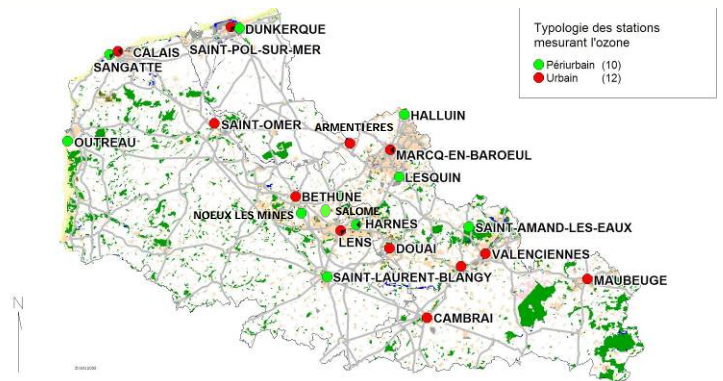 Typologie des stations
mesurant l'ozone
Périurbain (10)
Urbain (12)
DUNKERQUE
SAINT-POL-SUR-MER
CALAIS
SANGATTE
HALLUIN
SAINT-OMER
ARMENTIERES
OUTREAU
MARCQ-EN-BAROEUL
LESQUIN
BETHUNE
NOEUX LES MINES
SALOME
HARNES
SAINT-AMAND-LES-EAUX
LENS
DOUAI
VALENCIENNES
SAINT-LAURENT-BLANGY
MAUBEUGE
CAMBRAI
N